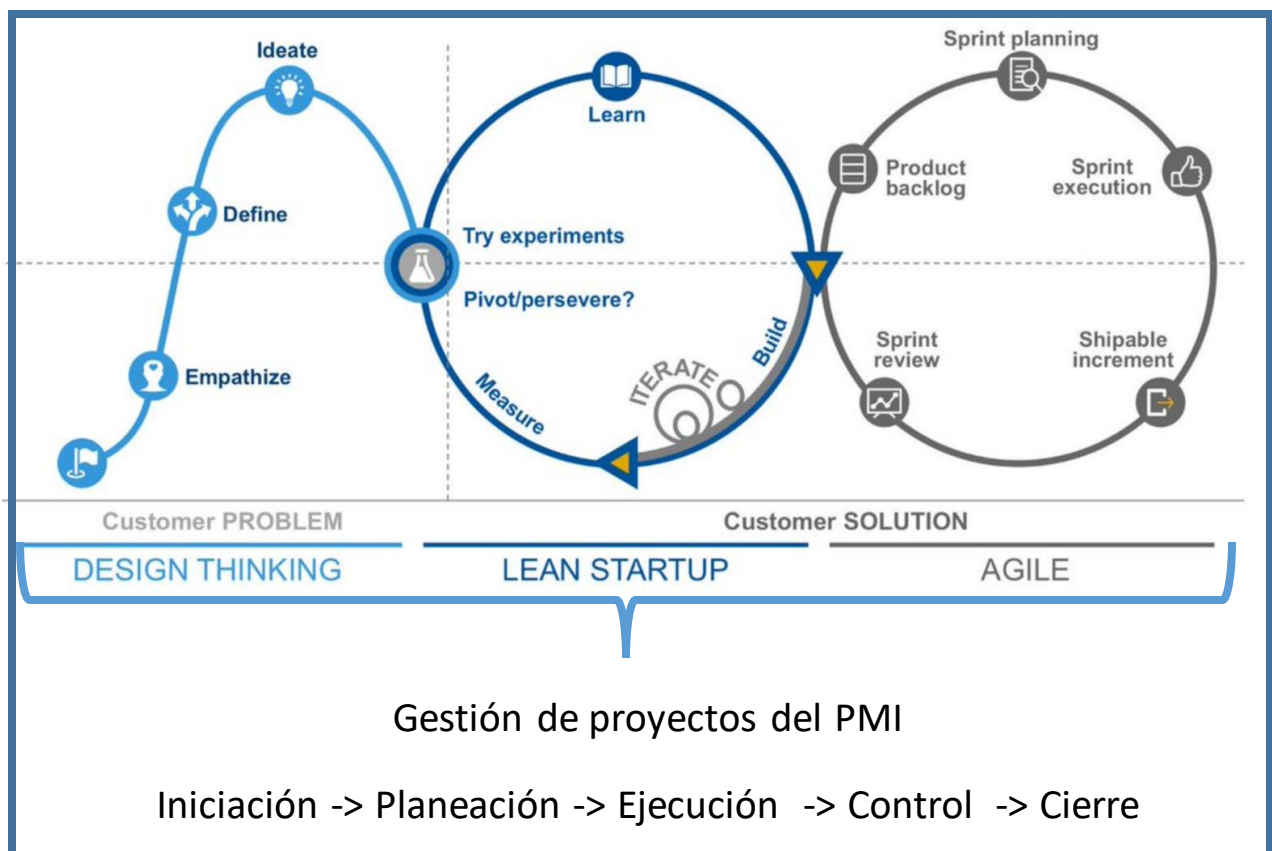 Ideate
Define
Empathize
Learn
Try experiments
Pivot/persevere?
Measure
ITERATE
Build
Sprint planning
Product
backlog
Sprint
execution
Sprint
review
Shipable
increment
Customer PROBLEM
Customer SOLUTION
DESIGN THINKING
LEAN STARTUP
AGILE
Gestión de proyectos del PMI
Iniciación -> Planeación -> Ejecución -> Control -> Cierre